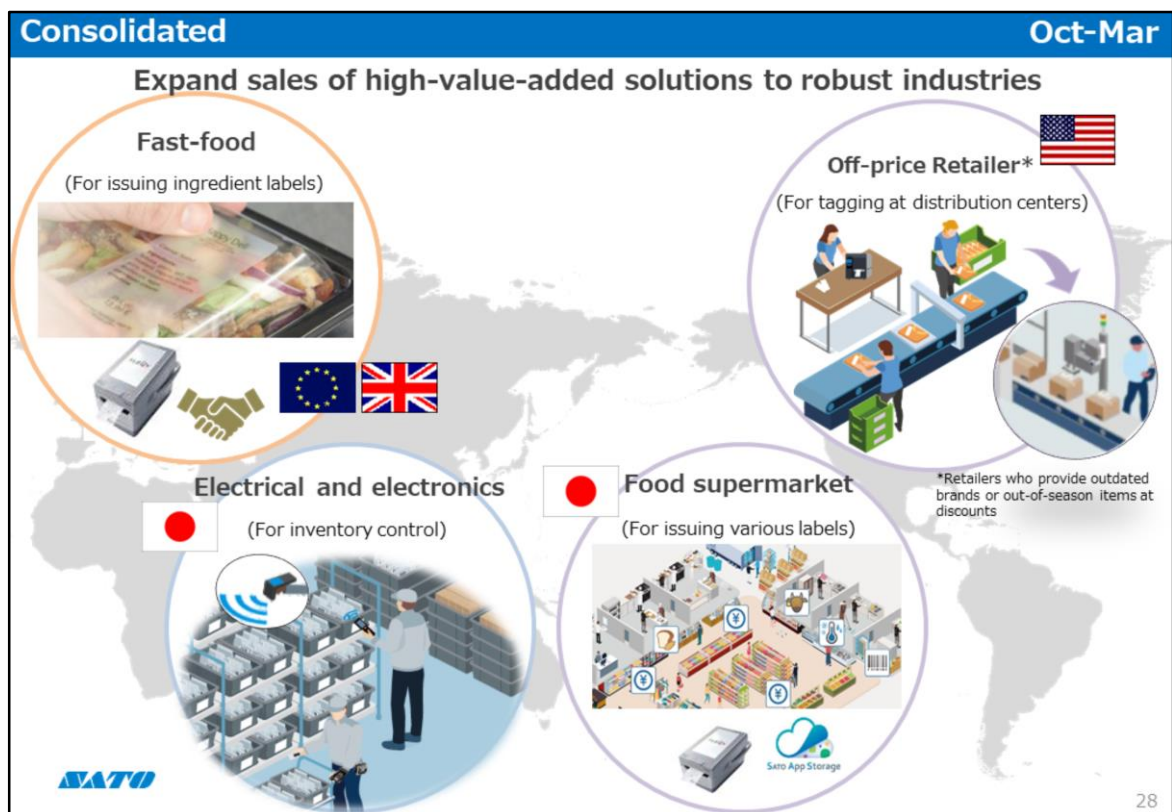 Consolidated
Oct-Mar
Expand sales of high-value-added solutions to robust industries
Fast-food
(For issuing ingredient labels)
Off-price Retailer*
(For tagging at distribution centers)
*Retailers who provide outdated
brands or out-of-season items at
discounts
Electrical and electronics
(For inventory control)
Food supermarket
(For issuing various labels)
¥
¥
¥
¥
SATO
SATO App Storage
28